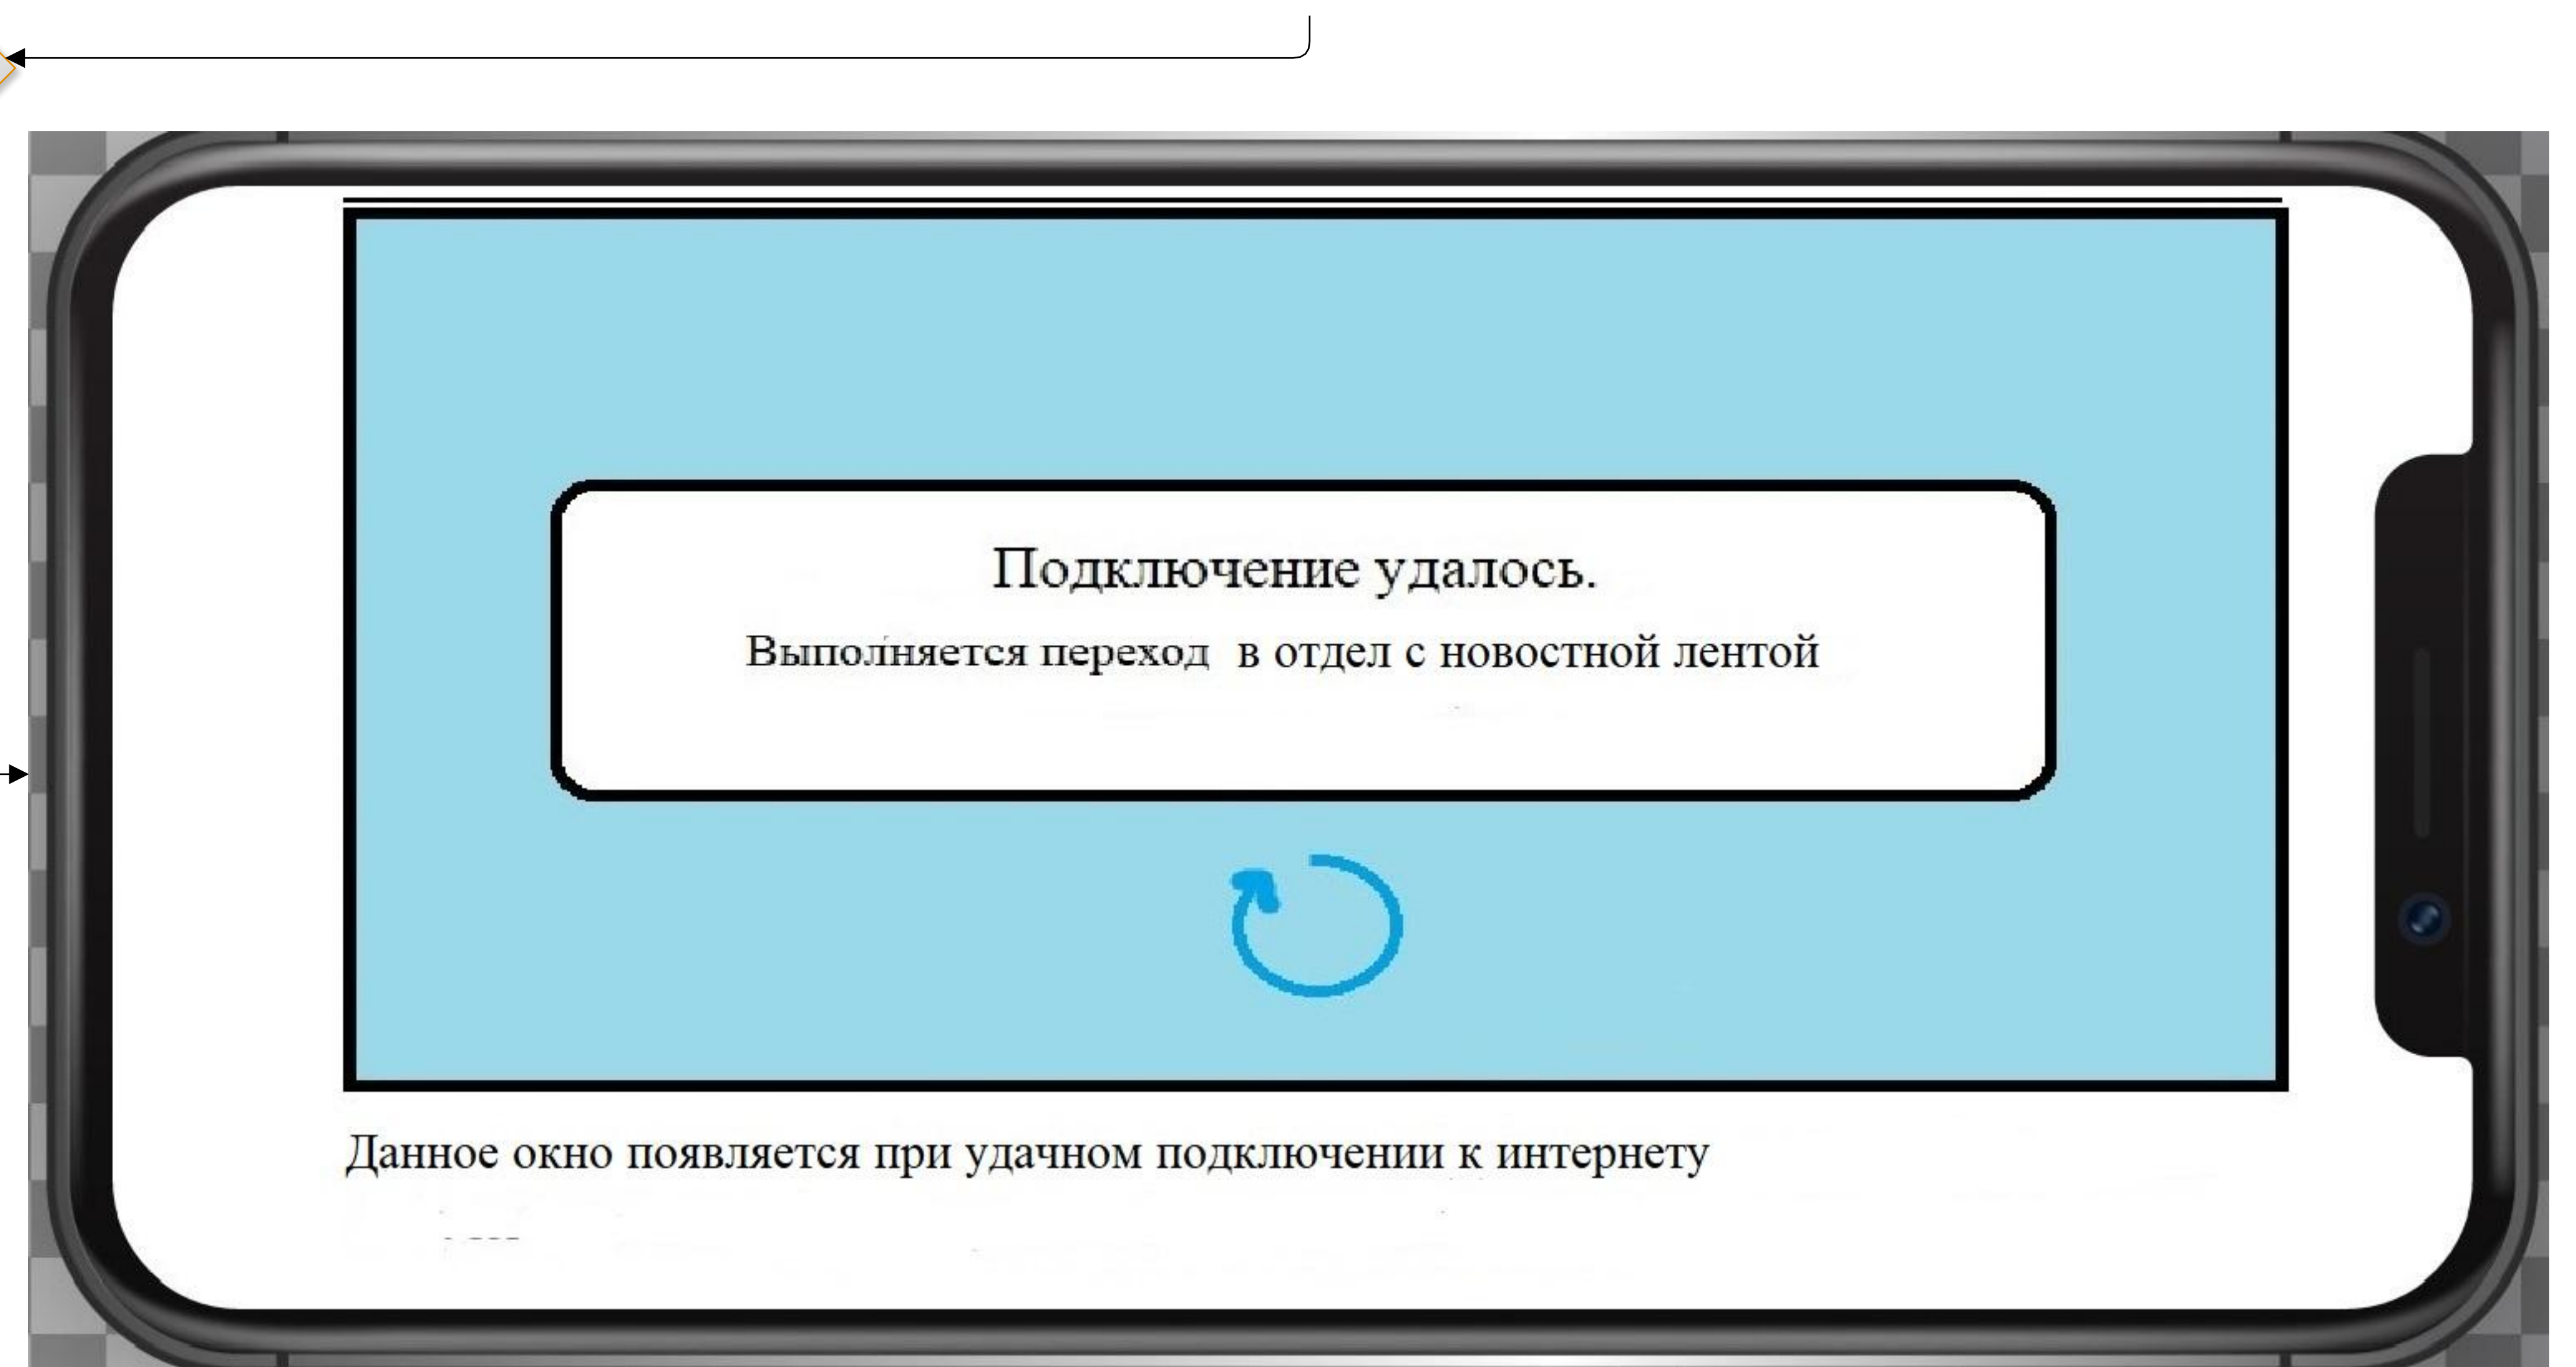 Подключение удалось.
Выполняется переход в отдел с новостной лентой
Данное окно появляется при удачном подключении к интернету